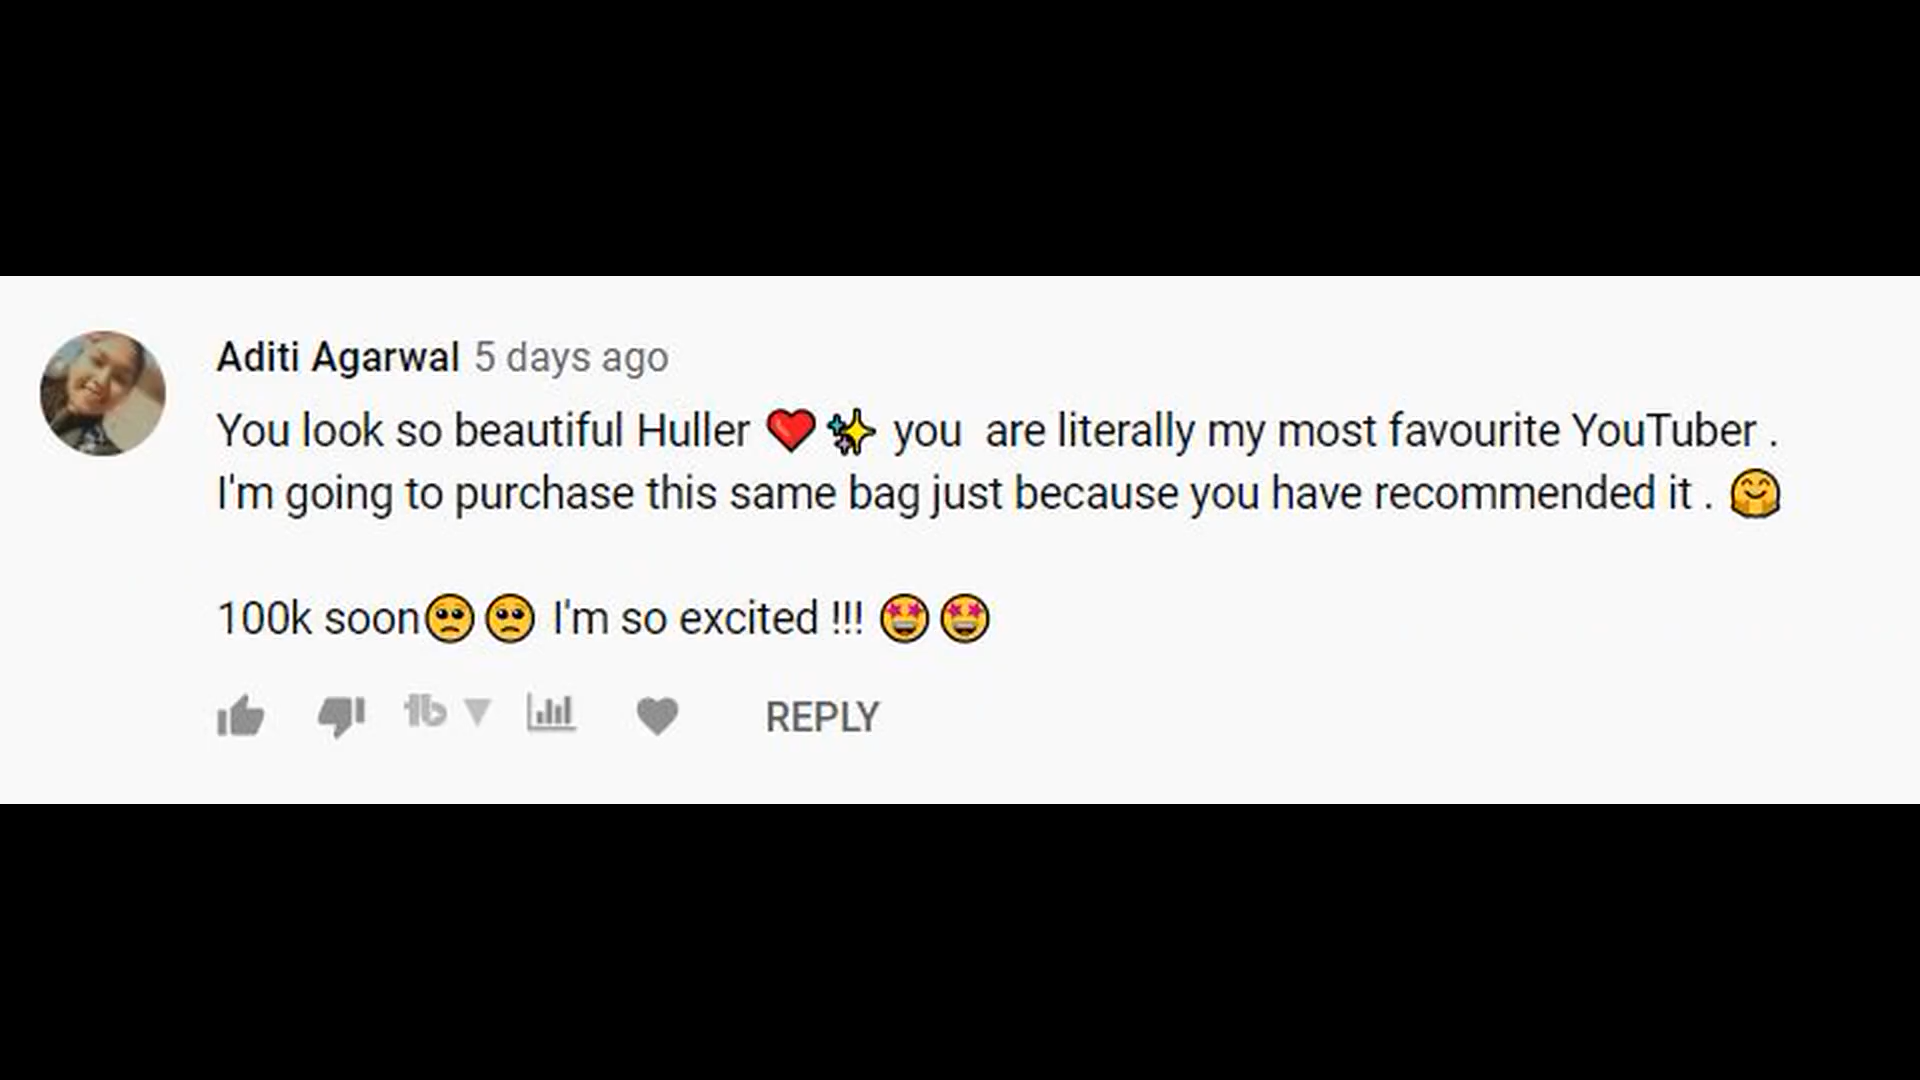 Aditi Agarwal 5 days ago
You look so beautiful Huller ❤️✨ you  are literally my most favourite YouTuber .
I'm going to purchase this same bag just because you have recommended it . 🤗
100k soon🥺🥺 I'm so excited !!! 🤩🤩
REPLY